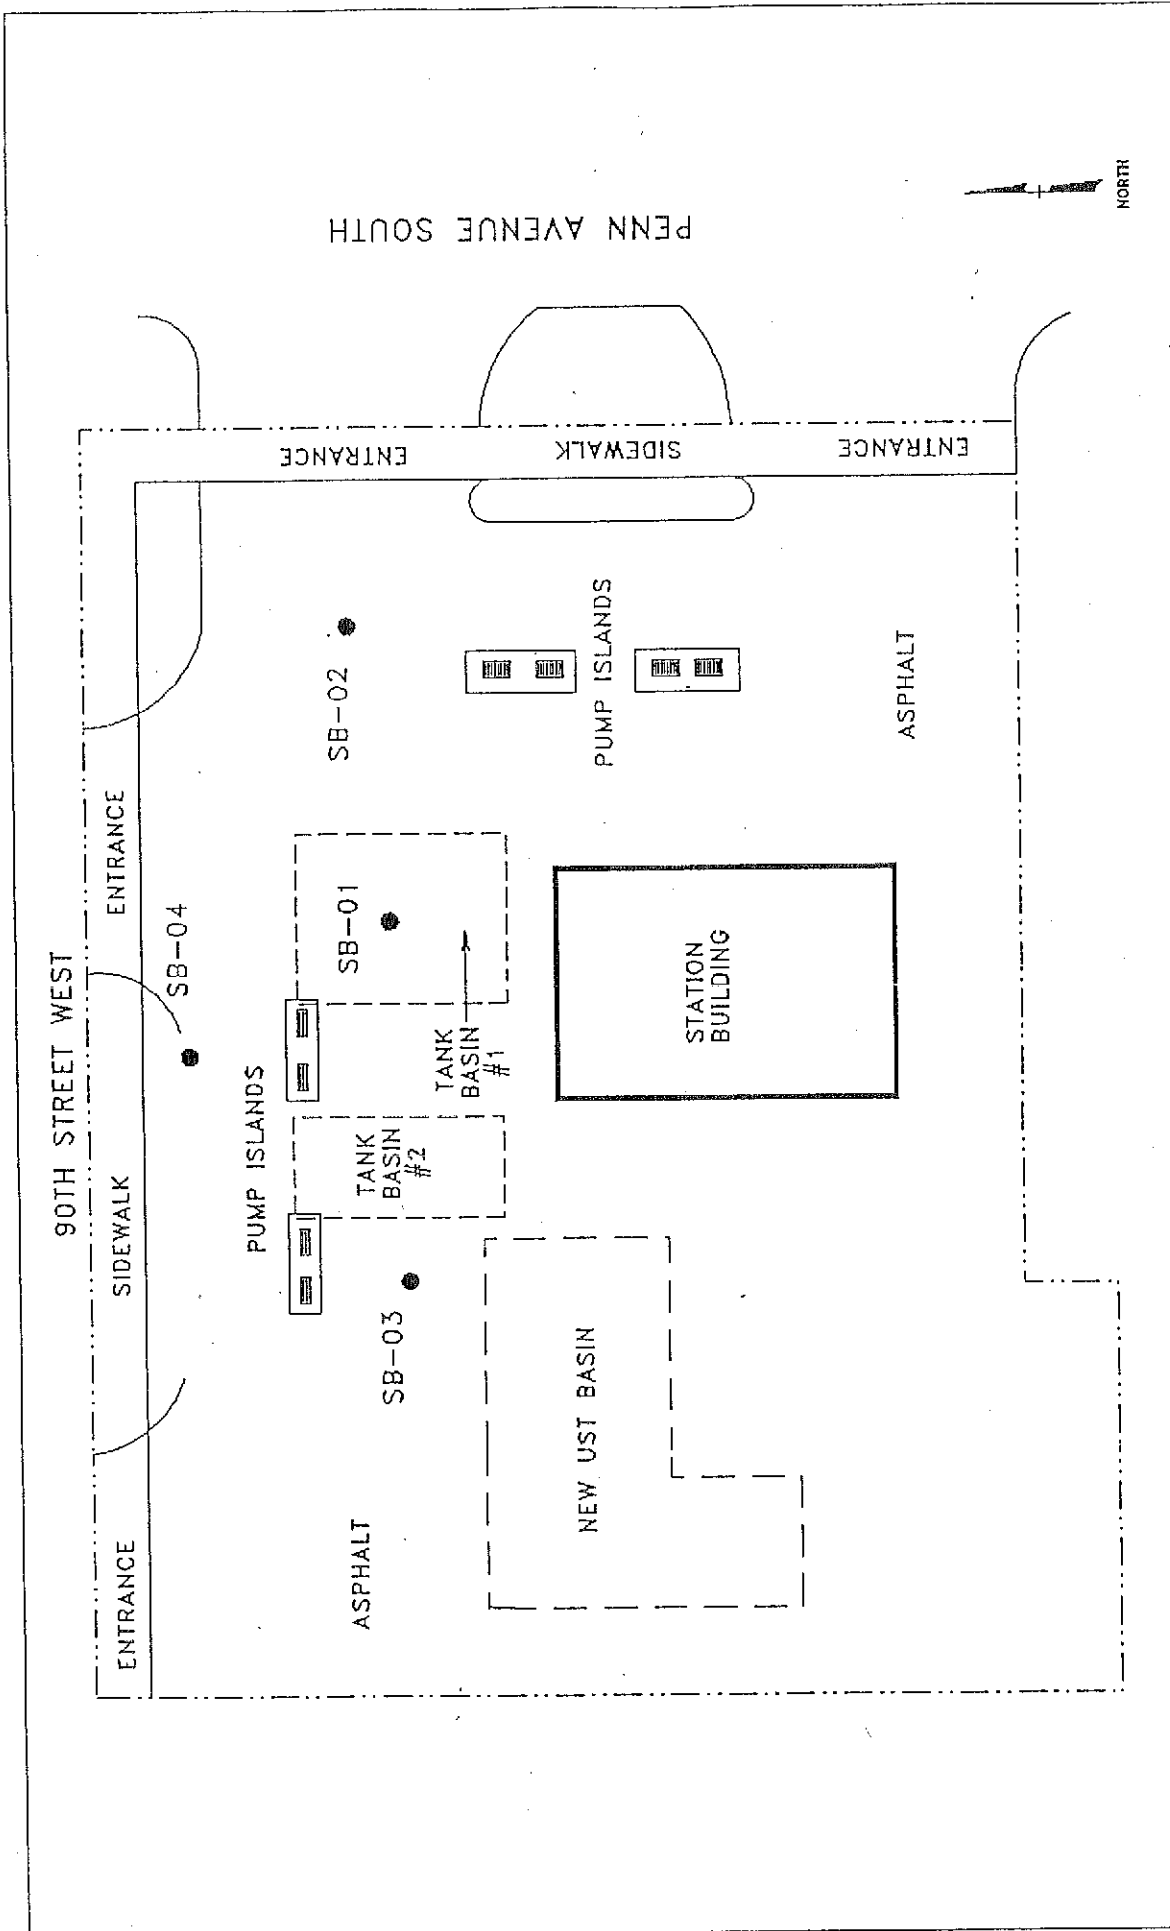 90TH STREET WEST
ENTRANCE
SIDEWALK
ENTRANCE
SB-04
PUMP ISLANDS
ASPHALT
SB-03
TANK
BASIN
#2
SB-01
TANK
BASIN
#1
SB-02
NEW UST BASIN
STATION
BUILDING
PUMP ISLANDS
ASPHALT
ENTRANCE
SIDEWALK
ENTRANCE
PENN AVENUE SOUTH
NORTH